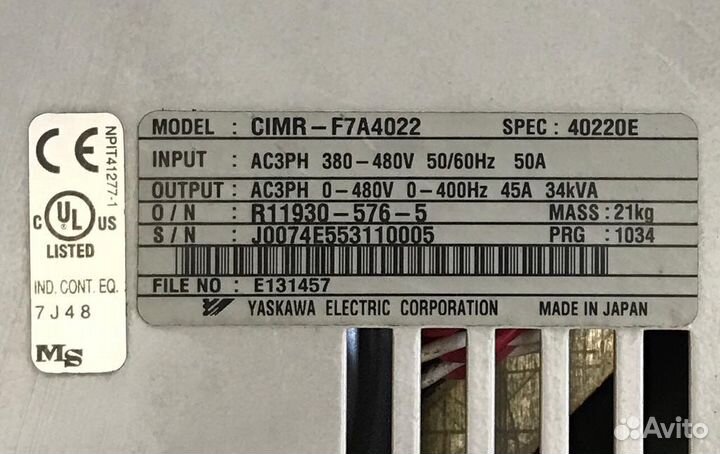 NPIT41277-1
CE
C UL US
LISTED
IND. CONT. EQ.
7J48
MS
MODEL : CIMR-F7A4022 SPEC: 40220E
INPUT : AC3PH 380-480V 50/60Hz 50A
OUTPUT : AC3PH 0-480V 0-400Hz 45A 34kVA
O/N : R11930-576-5 MASS: 21kg
S/N : J0074E553110005 PRG : 1034
FILE NO : E131457
YASKAWA ELECTRIC CORPORATION MADE IN JAPAN
Avito